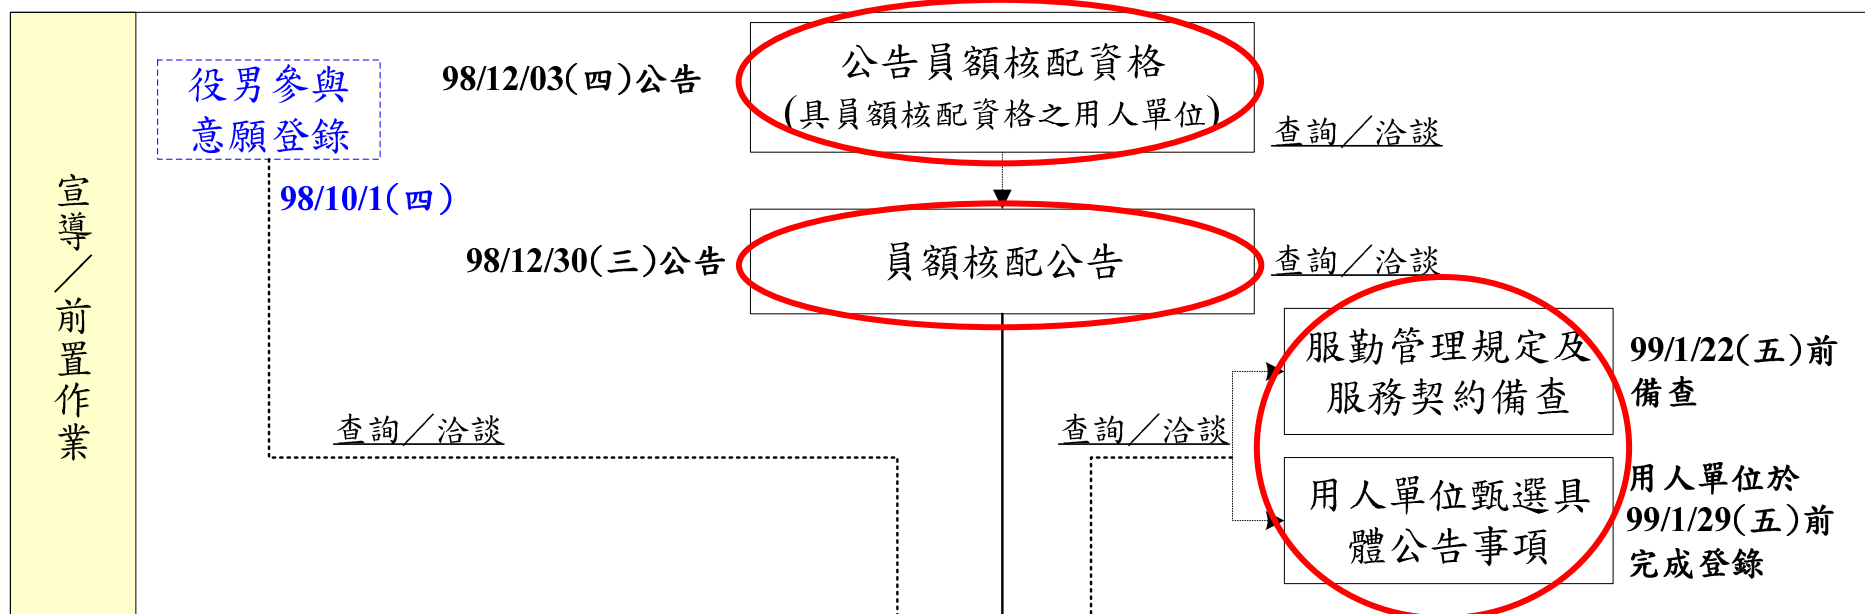 宣導／前置作業
役男參與
意願登錄
98/10/1(四)
98/12/03(四)公告
公告員額核配資格
(具員額核配資格之用人單位)
查詢／洽談
98/12/30(三)公告
員額核配公告
查詢／洽談
服勤管理規定及
服務契約備查
99/1/22(五)前
備查
查詢／洽談
查詢／洽談
用人單位甄選具
體公告事項
用人單位於
99/1/29(五)前
完成登錄